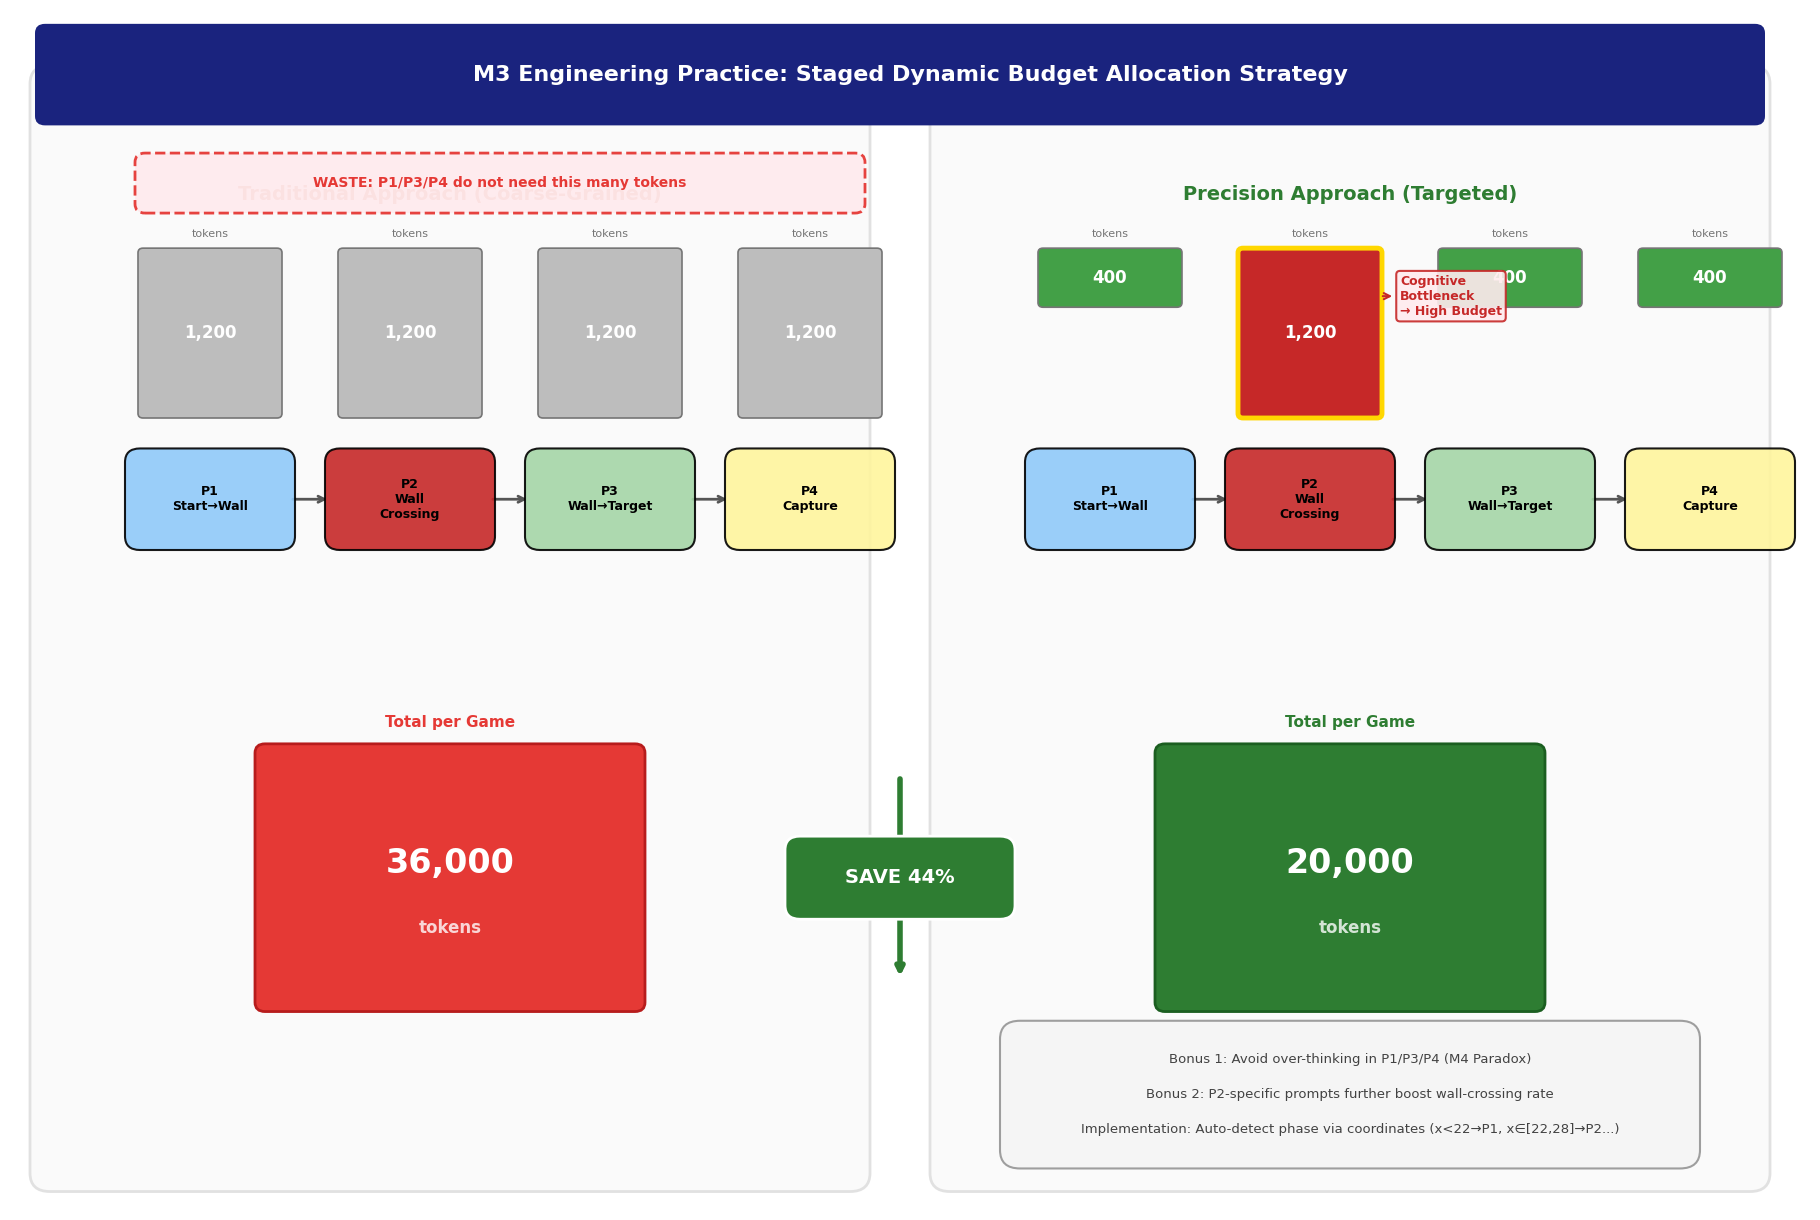 M3 Engineering Practice: Staged Dynamic Budget Allocation Strategy
Traditional Approach (Coarse-Grained)
WASTE: P1/P3/P4 do not need this many tokens
tokens
tokens
tokens
tokens
1,200
1,200
1,200
1,200
P1
Start→Wall
P2
Wall
Crossing
P3
Wall→Target
P4
Capture
Total per Game
36,000
tokens
SAVE 44%
Precision Approach (Targeted)
tokens
tokens
tokens
tokens
400
1,200
Cognitive
Bottleneck
→ High Budget
400
400
P1
Start→Wall
P2
Wall
Crossing
P3
Wall→Target
P4
Capture
Total per Game
20,000
tokens
Bonus 1: Avoid over-thinking in P1/P3/P4 (M4 Paradox)
Bonus 2: P2-specific prompts further boost wall-crossing rate
Implementation: Auto-detect phase via coordinates (x<22→P1, x∈[22,28]→P2...)